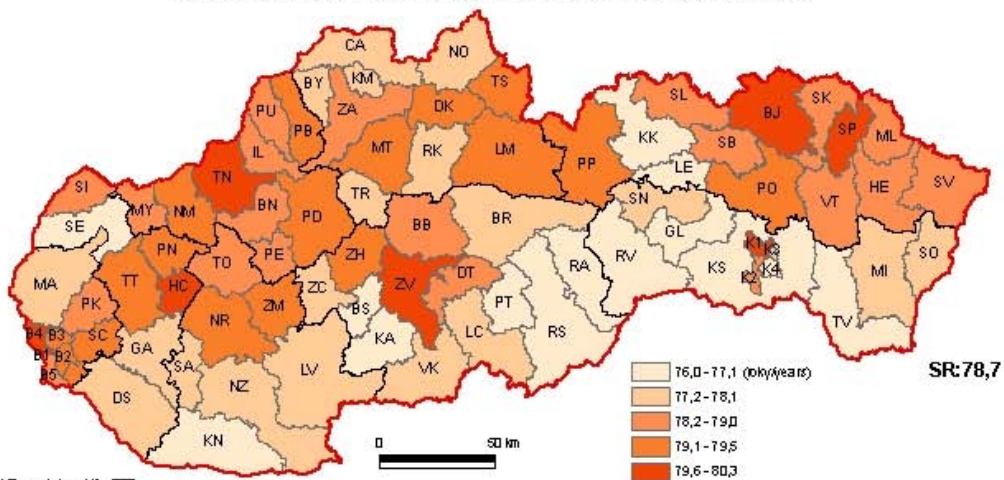 CA
NO
BY
KM
TS
PU
PB
ZA
DK
SL
BJ
SK
SP
ML
KK
IL
MT
RK
LM
PP
SB
LE
PO
VT
HE
SV
TN
SI
BN
TR
SE
MY
NM
PD
BB
BR
SN
GL
PN
TO
PE
ZH
K1
K3
K2
K4
KS
MA
PK
TT
HC
NR
ZM
ZC
BS
ZV
DT
PT
RA
RV
MI
SO
B4
B3
B1
B2
B5
SC
GA
KA
LC
RS
TV
DS
SA
NZ
LV
VK
KN
76,0-77,1 (roky/years)
77,2-78,1
78,2-79,0
79,1-79,5
79,6-80,3
SR:78,7
0
50 km